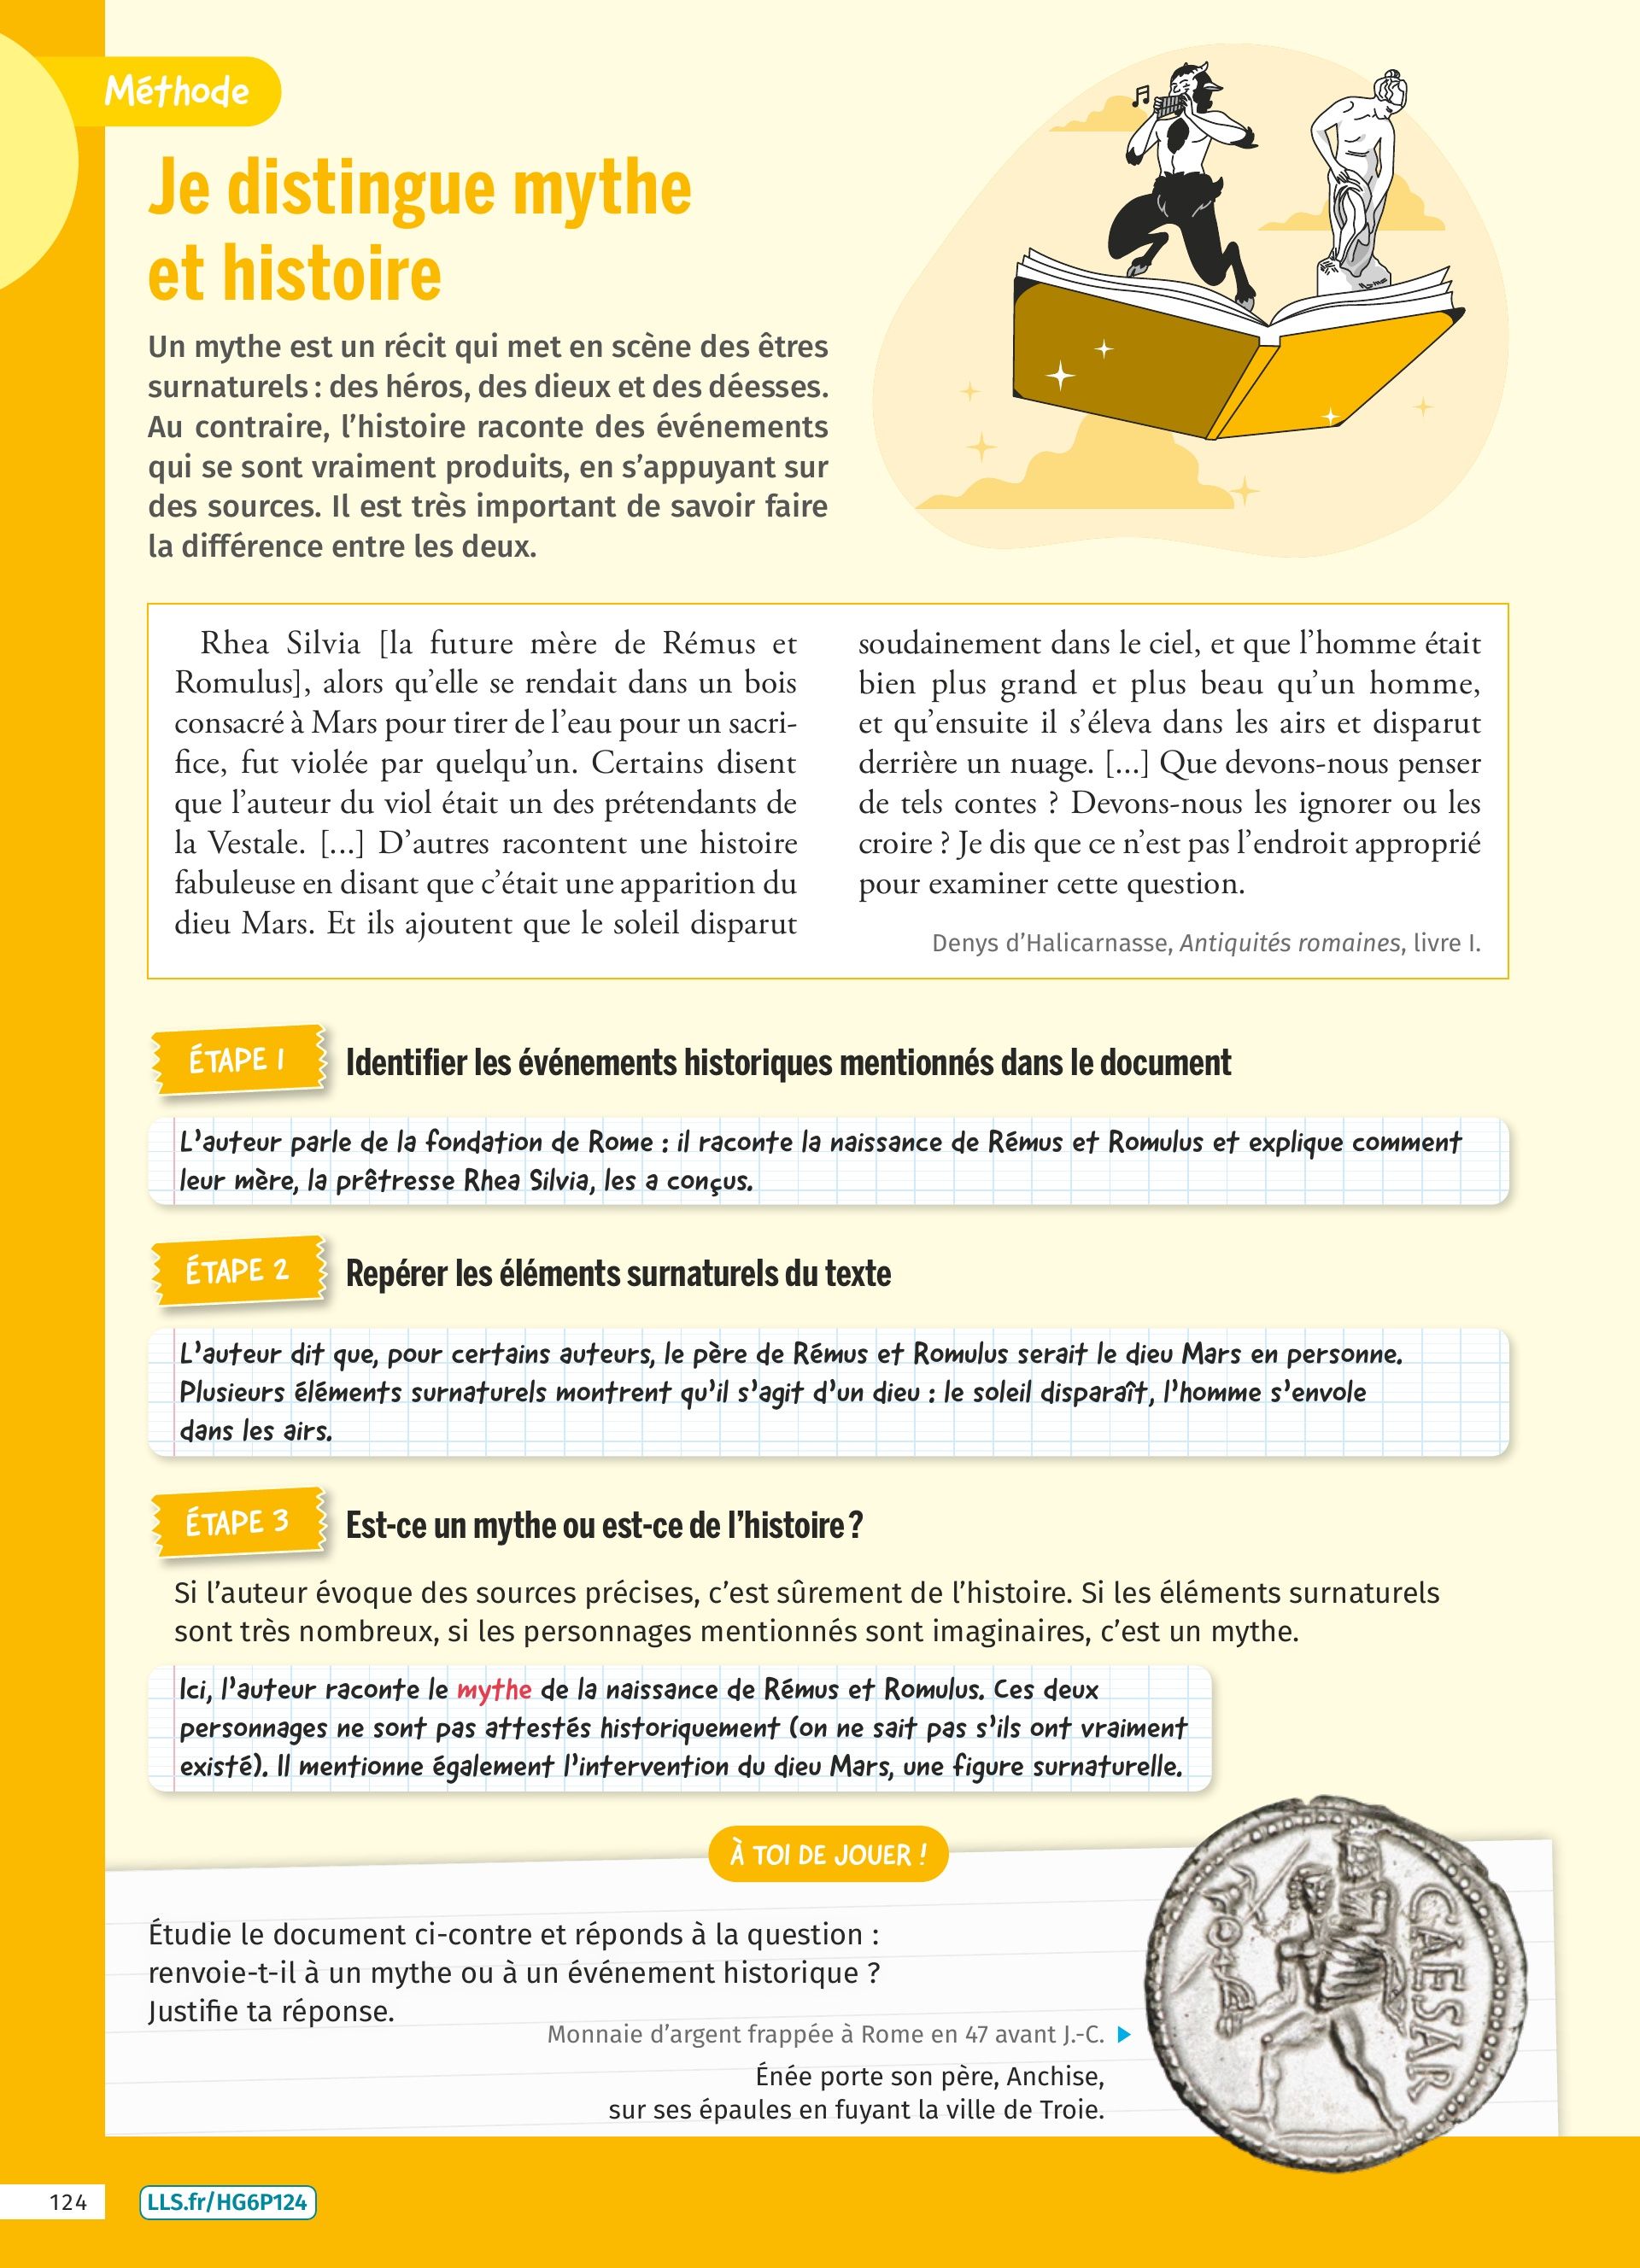 Méthode
Je distingue mythe
et histoire
Un mythe est un récit qui met en scène des êtres
surnaturels : des héros, des dieux et des déesses.
Au contraire, l'histoire raconte des événements
qui se sont vraiment produits, en s'appuyant sur
des sources. Il est très important de savoir faire
la différence entre les deux.
Rhea Silvia [la future mère de Rémus et
Romulus], alors qu'elle se rendait dans un bois
consacré à Mars pour tirer de l'eau pour un sacri-
fice, fut violée par quelqu'un. Certains disent
que l'auteur du viol était un des prétendants de
la Vestale. [...] D'autres racontent une histoire
fabuleuse en disant que c'était une apparition du
dieu Mars. Et ils ajoutent que le soleil disparut
soudainement dans le ciel, et que l'homme était
bien plus grand et plus beau qu'un homme,
et qu'ensuite il s'éleva dans les airs et disparut
derrière un nuage. [...] Que devons-nous penser
de tels contes ? Devons-nous les ignorer ou les
croire ? Je dis que ce n'est pas l'endroit approprié
pour examiner cette question.
Denys d'Halicarnasse, Antiquités romaines, livre I.
ÉTAPE 1 Identifier les événements historiques mentionnés dans le document
L'auteur parle de la fondation de Rome : il raconte la naissance de Rémus et Romulus et explique comment
leur mère, la prêtresse Rhea Silvia, les a conçus.
ÉTAPE 2 Repérer les éléments surnaturels du texte
L'auteur dit que, pour certains auteurs, le père de Rémus et Romulus serait le dieu Mars en personne.
Plusieurs éléments surnaturels montrent qu'il s'agit d'un dieu : le soleil disparaît, l'homme s'envole
dans les airs.
ÉTAPE 3 Est-ce un mythe ou est-ce de l'histoire ?
Si l'auteur évoque des sources précises, c'est sûrement de l'histoire. Si les éléments surnaturels
sont très nombreux, si les personnages mentionnés sont imaginaires, c'est un mythe.
Ici, l'auteur raconte le mythe de la naissance de Rémus et Romulus. Ces deux
personnages ne sont pas attestés historiquement (on ne sait pas s'ils ont vraiment
existé). Il mentionne également l'intervention du dieu Mars, une figure surnaturelle.
À TOI DE JOUER !
Étudie le document ci-contre et réponds à la question :
renvoie-t-il à un mythe ou à un événement historique ?
Justifie ta réponse.
Monnaie d'argent frappée à Rome en 47 avant J.-C.
Énée porte son père, Anchise,
sur ses épaules en fuyant la ville de Troie.
CAESAR
124
LLS.fr/HG6P124